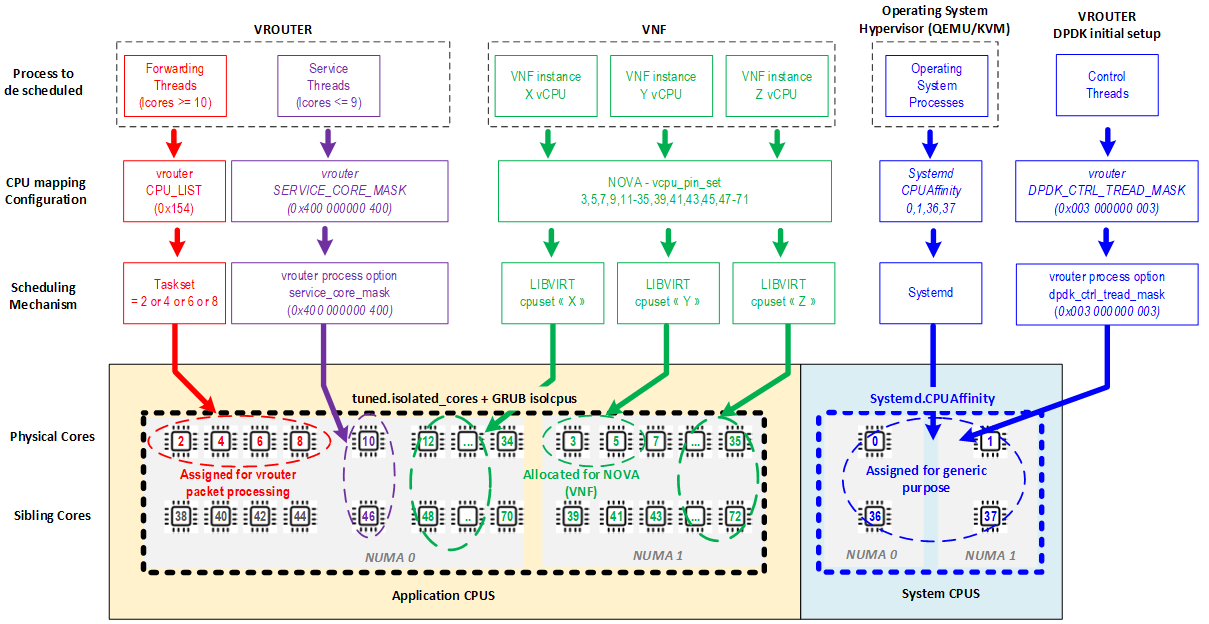 VROUTER
VNF
Operating System
Hypervisor (QEMU/KVM)
VROUTER
DPDK initial setup
Process to
de scheduled
Forwarding
Threads
(lcores >= 10)
Service
Threads
(lcores <= 9)
VNF instance
X vCPU
VNF instance
Y vCPU
VNF instance
Z vCPU
Operating
System
Processes
Control
Threads
CPU mapping
Configuration
vrouter
CPU_LIST
(0x154)
vrouter
SERVICE_CORE_MASK
(0x400 000000 400)
NOVA - vcpu_pin_set
3,5,7,9,11-35,39,41,43,45,47-71
Systemd
CPUAffinity
0,1,36,37
vrouter
DPDK_CTRL_TREAD_MASK
(0x003 000000 003)
Scheduling
Mechanism
Taskset
= 2 or 4 or 6 or 8
vrouter process option
service_core_mask
(0x400 000000 400)
LIBVIRT
cpuset « X »
LIBVIRT
cpuset « Y »
LIBVIRT
cpuset « Z »
Systemd
vrouter process option
dpdk_ctrl_tread_mask
(0x003 000000 003)
tuned.isolated_cores + GRUB isolcpus
Systemd.CPUAffinity
Physical Cores
2 4 6 8 10 12 ... 34 3 5 7 ... 35 0 1
Assigned for vrouter
packet processing
Allocated for NOVA
(VNF)
Assigned for generic
purpose
Sibling Cores
38 40 42 44 46 48 .. 70 39 41 43 ... 72 36 37
NUMA 0
NUMA 1
NUMA 0
NUMA 1
Application CPUS
System CPUS